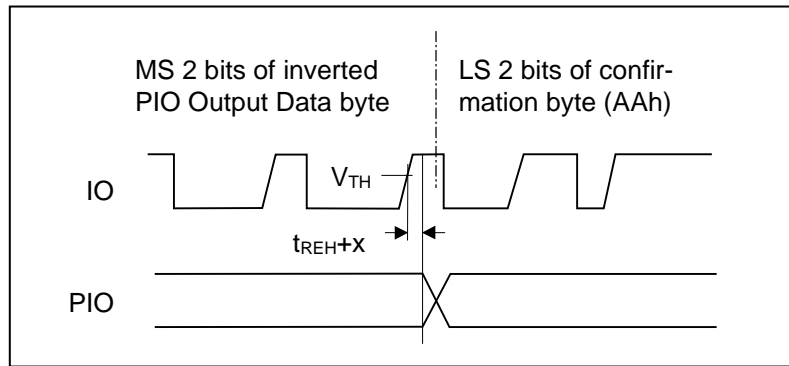 MS 2 bits of inverted
PIO Output Data byte
LS 2 bits of confir-
mation byte (AAh)
IO
VTH
tREH+x
PIO